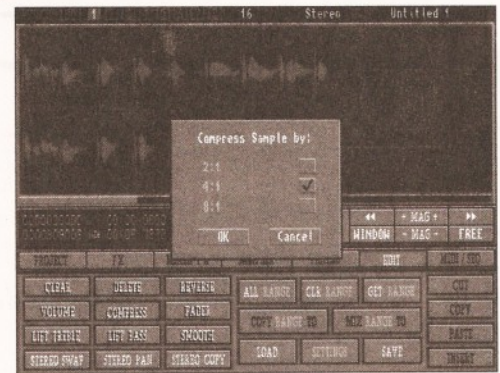 1 16 Stereo Untitled 1
Compress Sample by:
2:1
4:1
8:1
OK Cancel
◄◄ + MAG + ►►
WINDOW - MAG - FREE
PROJECT FX EDIT MIDI / SEQ
CLEAR DELETE REVERSE ALL RANGE CLR RANGE GET RANGE CUT
VOLUME COMPRESS FADER COPY RANGE TO MIX RANGE TO COPY
LIFT TREBLE LIFT BASS SMOOTH PASTE
STEREO SWAP STEREO PAN STEREO COPY LOAD SETTINGS SAVE INSERT